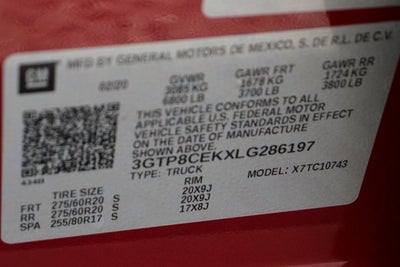 GM
MFD BY GENERAL MOTORS DE MEXICO, S. DE R.L. DE C.V.
02/20 GVWR GAWR FRT GAWR RR
3085 KG 1678 KG 1724 KG
6800 LB 3700 LB 3800 LB
THIS VEHICLE CONFORMS TO ALL
APPLICABLE U.S. FEDERAL MOTOR
VEHICLE SAFETY STANDARDS IN EFFECT
ON THE DATE OF MANUFACTURE
SHOWN ABOVE.
3GTP8CEKXLG286197
TYPE: TRUCK MODEL: X7TC10743
TIRE SIZE RIM
FRT 275/60R20 S 20X9J
RR 275/60R20 S 20X9J
SPA 255/80R17 S 17X8J